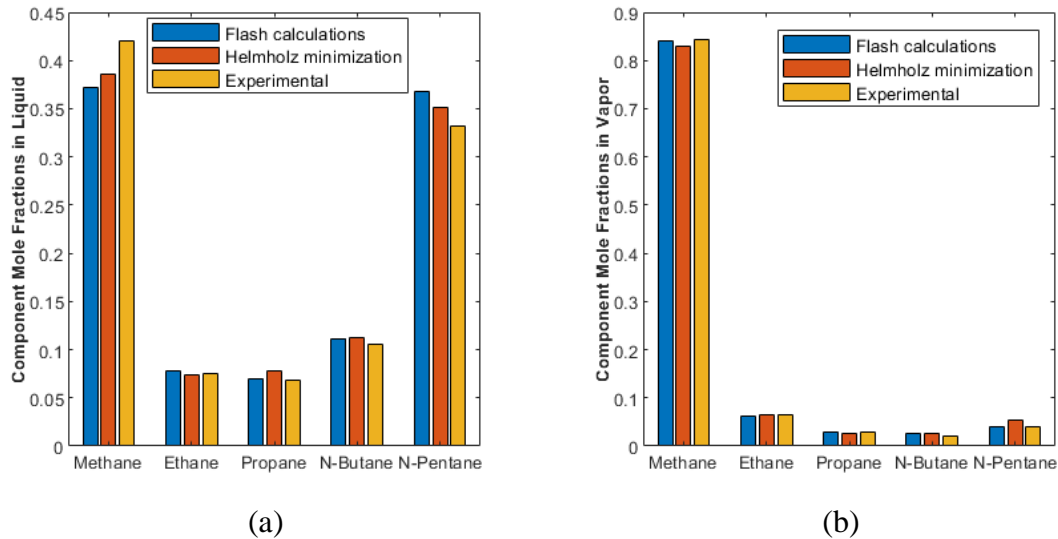 0.45
0.4
0.35
0.3
0.25
0.2
0.15
0.1
0.05
0
Component Mole Fractions in Liquid
Flash calculations
Helmholz minimization
Experimental
Methane Ethane Propane N-Butane N-Pentane
(a)
0.9
0.8
0.7
0.6
0.5
0.4
0.3
0.2
0.1
0
Component Mole Fractions in Vapor
Flash calculations
Helmholz minimization
Experimental
Methane Ethane Propane N-Butane N-Pentane
(b)